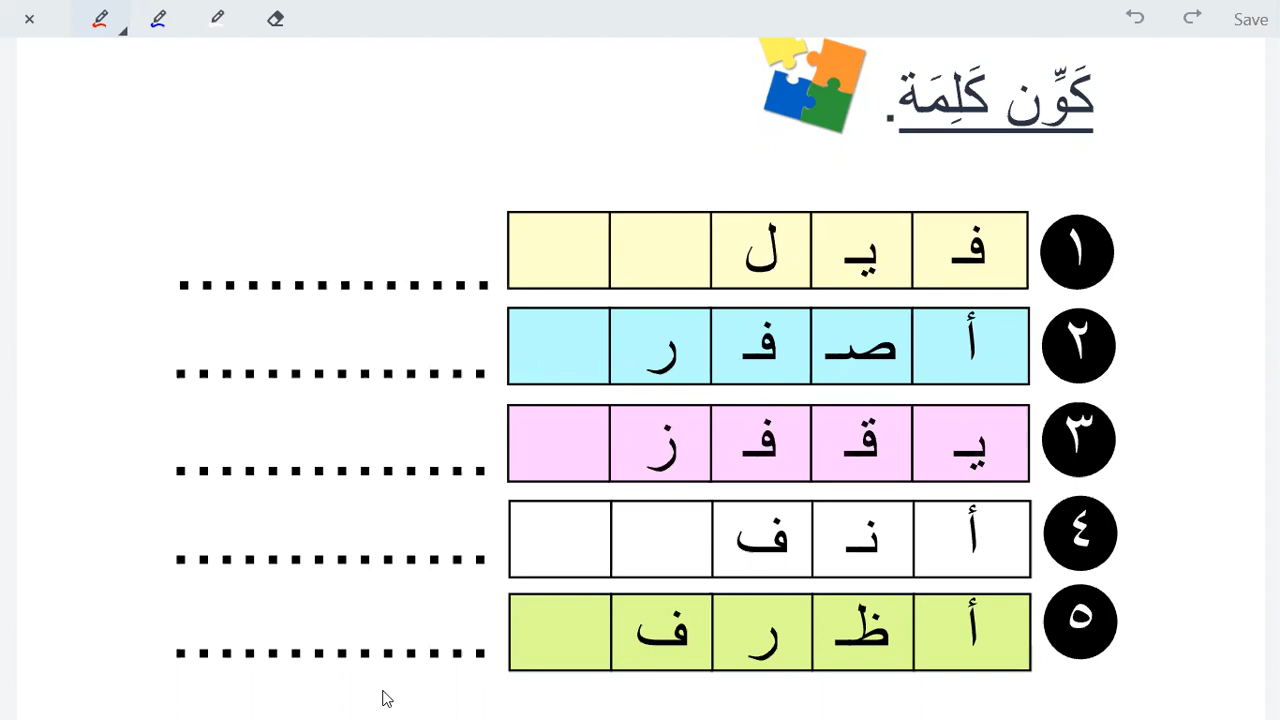 Save
كَوِّن كَلِمَة.
١ فـ يـ ل ..............
٢ أ صـ فـ ر ..............
٣ يـ قـ فـ ز ..............
٤ أ نـ ف ..............
٥ أ ظـ ر ف ..............